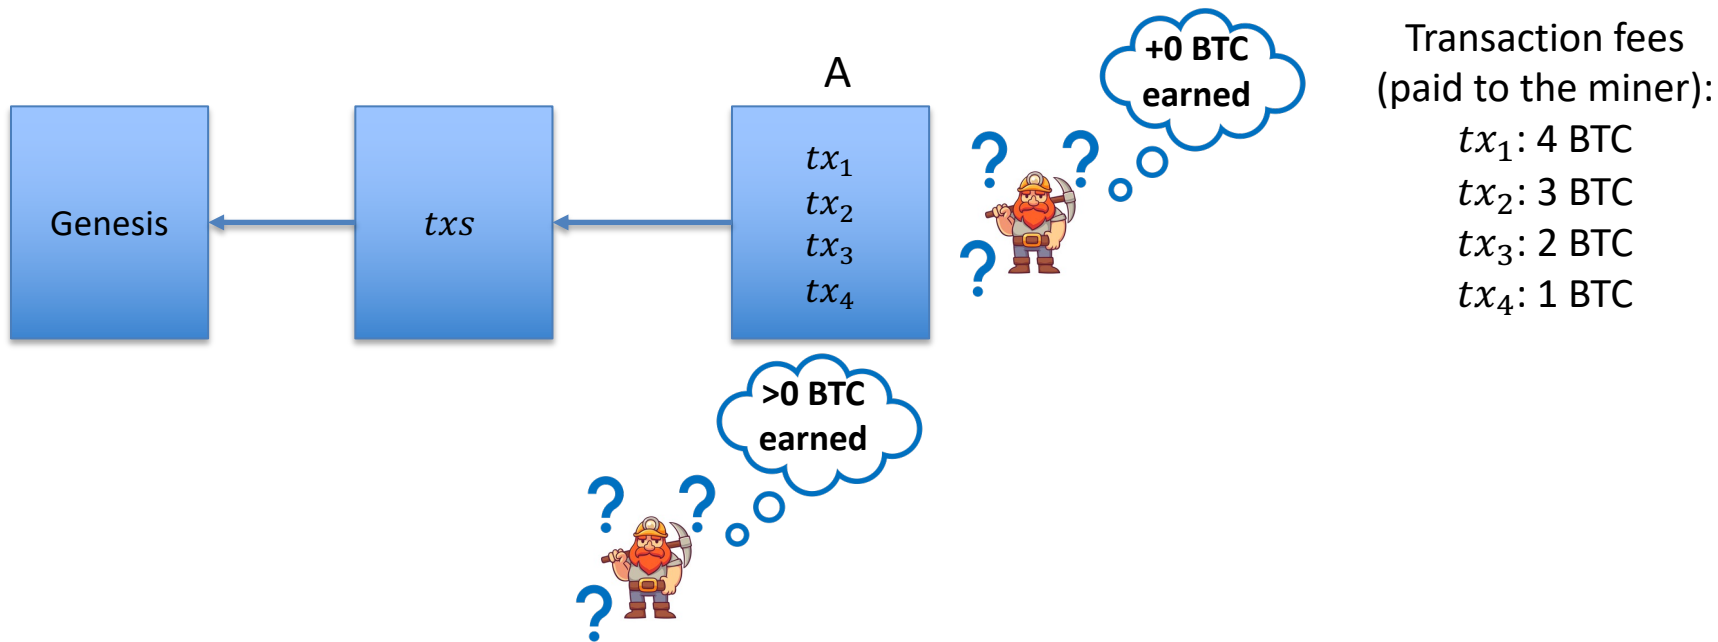 A
Genesis
txs
tx₁
tx₂
tx₃
tx₄
+0 BTC
earned
? ? ?
>0 BTC
earned
? ? ?
Transaction fees
(paid to the miner):
tx₁: 4 BTC
tx₂: 3 BTC
tx₃: 2 BTC
tx₄: 1 BTC